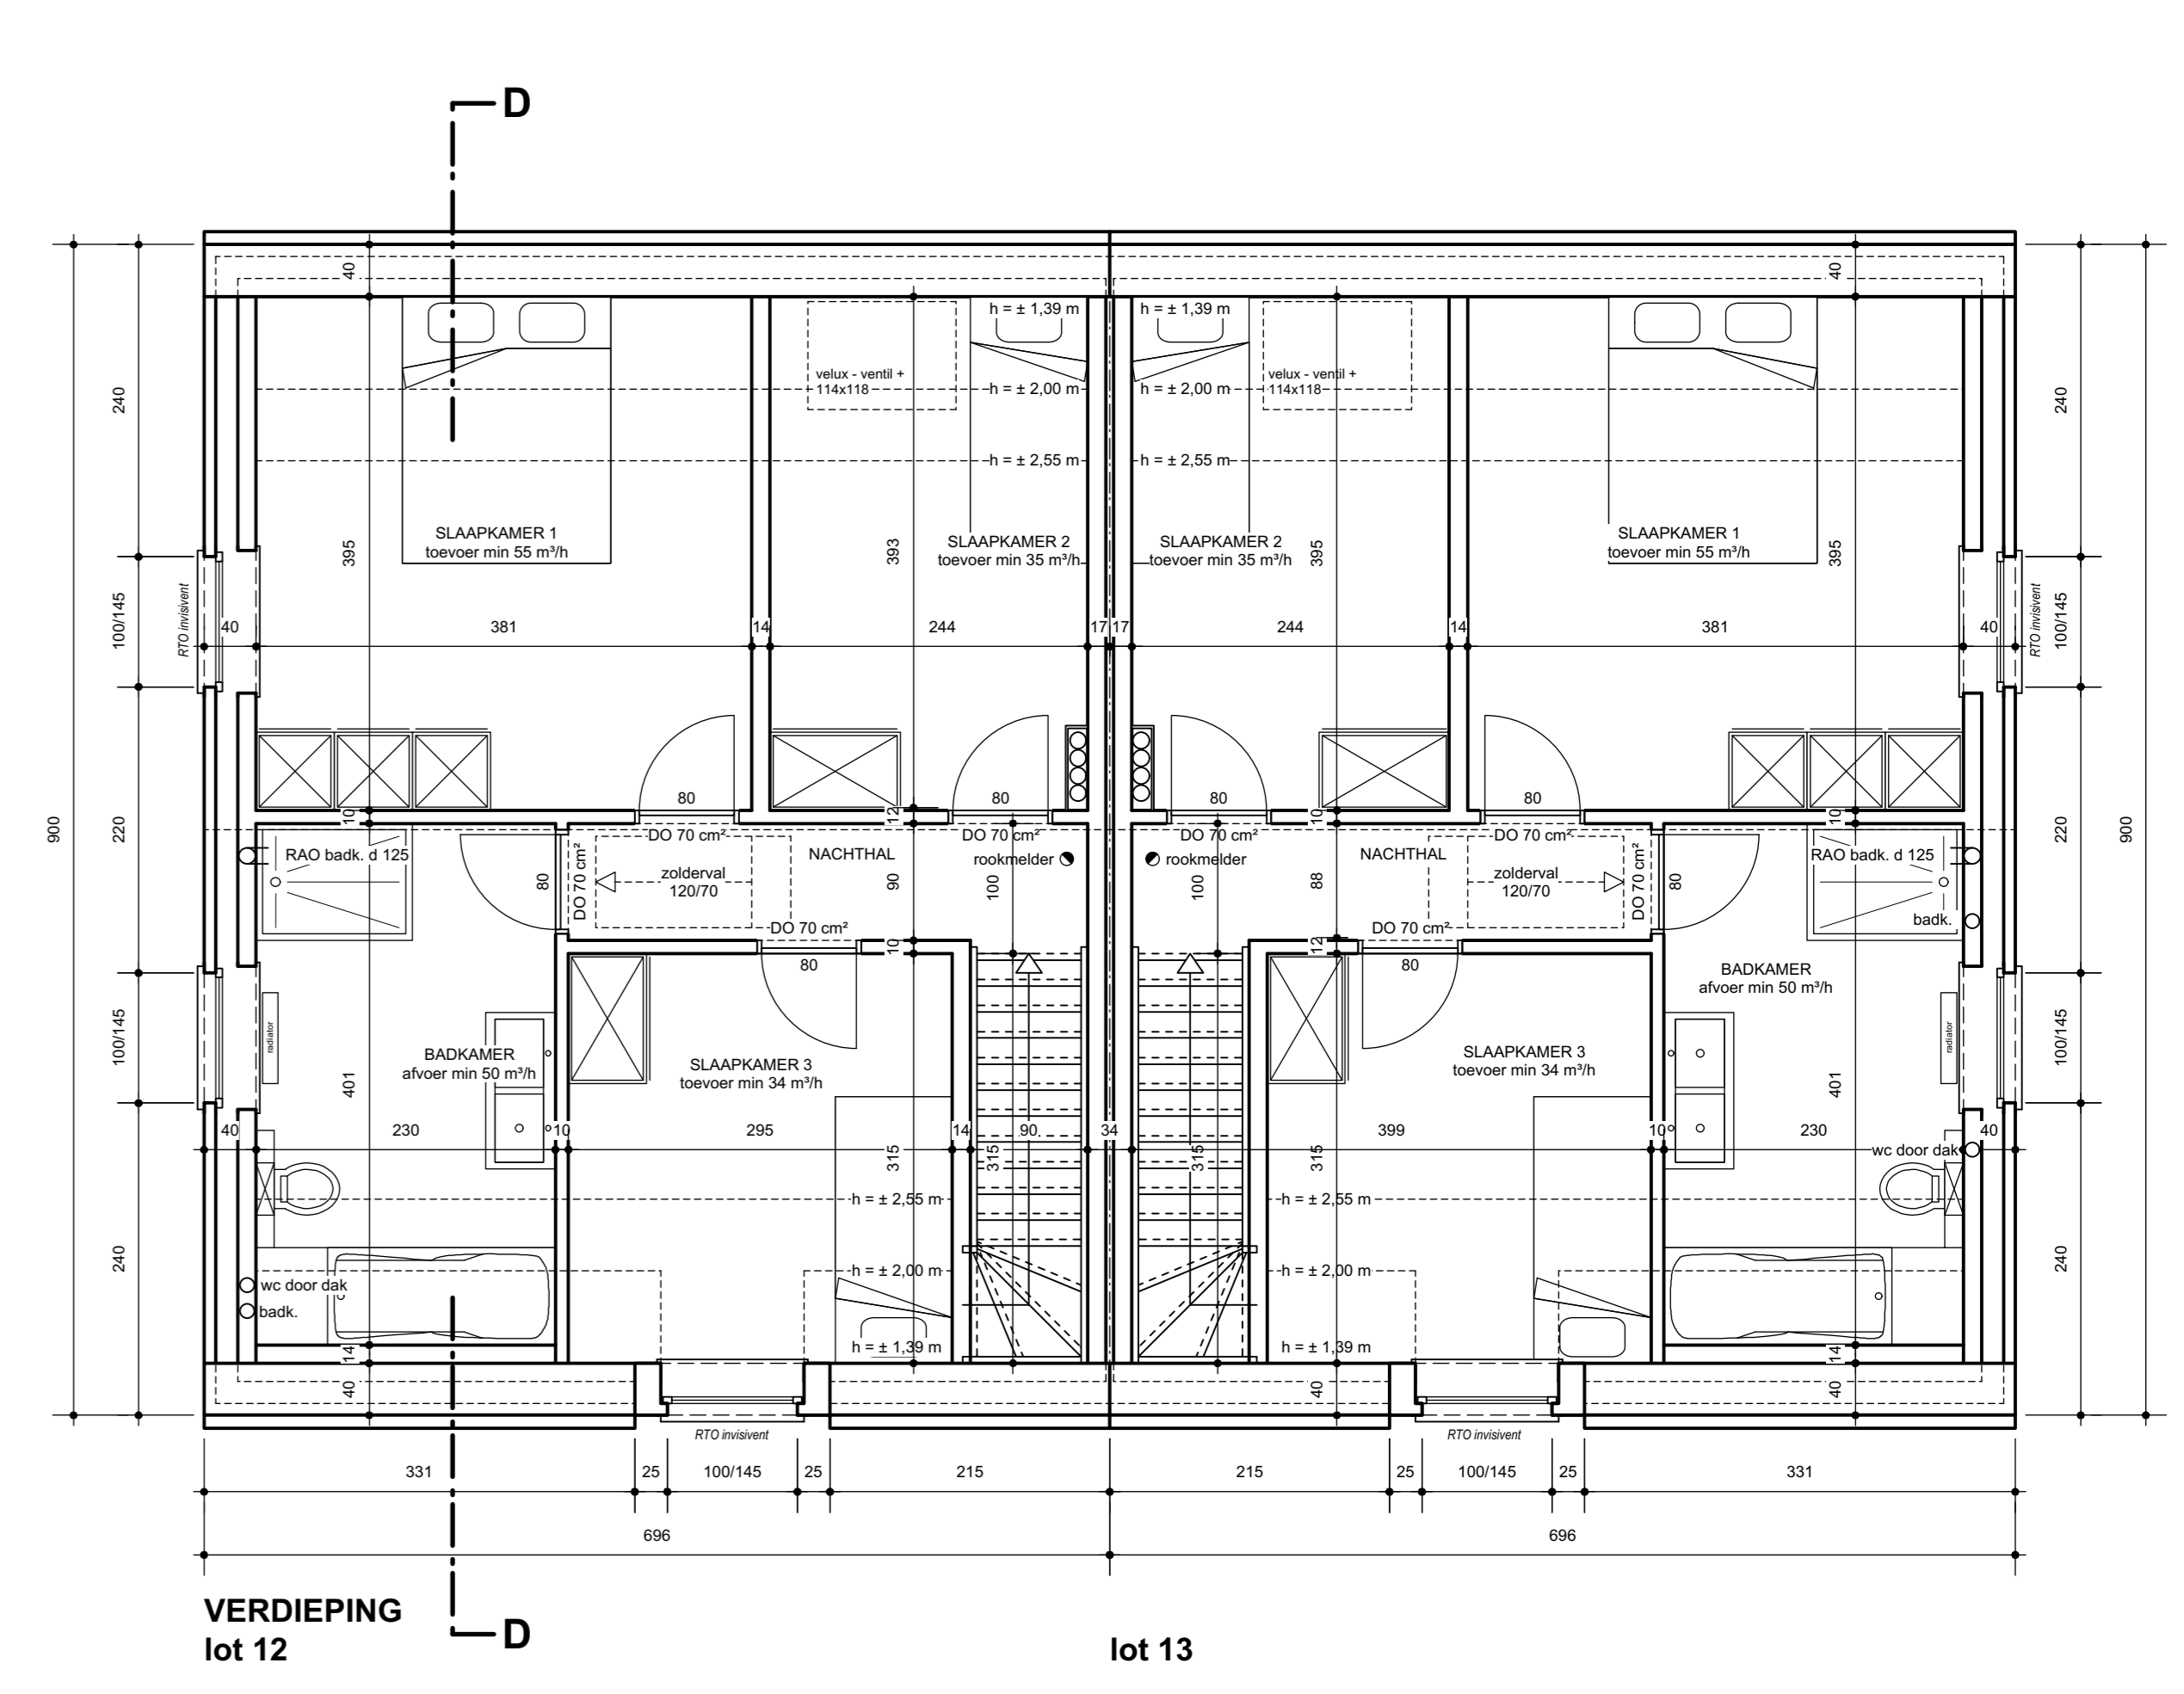 D
40
40
h = ± 1,39 m
h = ± 1,39 m
velux - ventil +
114x118
h = ± 2,00 m
h = ± 2,00 m
velux - ventil +
114x118
240
240
h = ± 2,55 m
h = ± 2,55 m
SLAAPKAMER 1
toevoer min 55 m³/h
395
393
SLAAPKAMER 2
toevoer min 35 m³/h
SLAAPKAMER 2
toevoer min 35 m³/h
395
SLAAPKAMER 1
toevoer min 55 m³/h
395
100/145
RTO invisivent
40
381
14
244
17
17
244
14
381
40
RTO invisivent
100/145
80
80
80
80
10
12
10
10
900
220
DO 70 cm²
DO 70 cm²
DO 70 cm²
DO 70 cm²
220
900
RAO badk. d 125
80
DO 70 cm²
zolderval
120/70
NACHTHAL
90
rookmelder
100
rookmelder
100
88
NACHTHAL
zolderval
120/70
DO 70 cm²
80
RAO badk. d 125
badk.
DO 70 cm²
DO 70 cm²
10
12
80
80
100/145
radiator
BADKAMER
afvoer min 50 m³/h
401
SLAAPKAMER 3
toevoer min 34 m³/h
SLAAPKAMER 3
toevoer min 34 m³/h
BADKAMER
afvoer min 50 m³/h
401
radiator
100/145
40
230
10
295
14
90
34
399
10
230
40
315
315
315
315
wc door dak
h = ± 2,55 m
h = ± 2,55 m
240
240
h = ± 2,00 m
h = ± 2,00 m
wc door dak
badk.
h = ± 1,39 m
h = ± 1,39 m
14
14
40
40
40
RTO invisivent
RTO invisivent
331
25
100/145
25
215
215
25
100/145
25
331
696
696
VERDIEPING
lot 12
D
lot 13